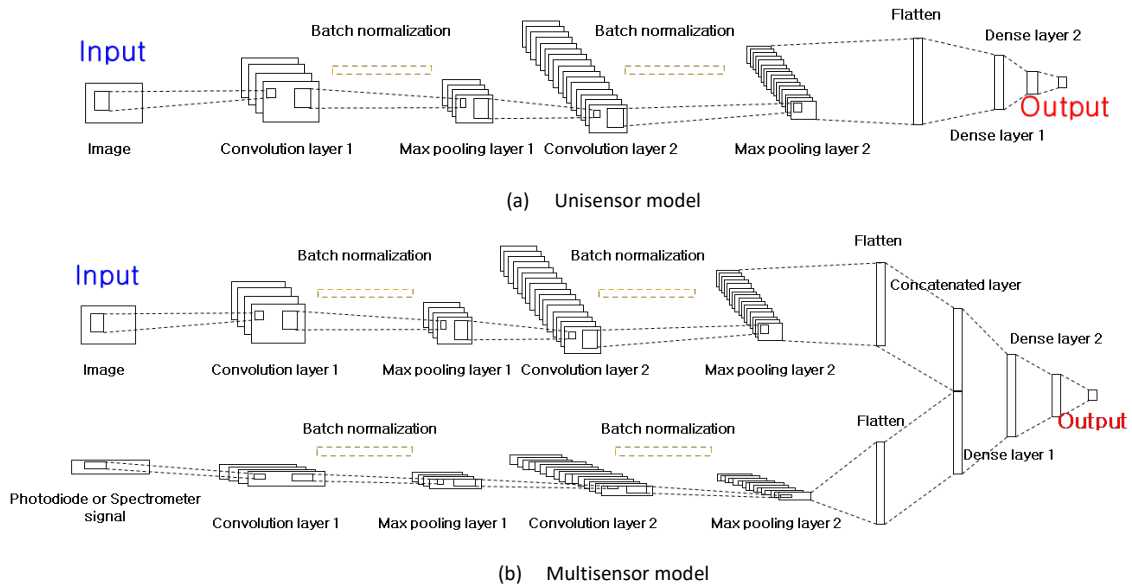 Input
Batch normalization
Batch normalization
Flatten
Dense layer 2
Output
Image
Convolution layer 1
Max pooling layer 1
Convolution layer 2
Max pooling layer 2
Dense layer 1
(a) Unisensor model
Input
Batch normalization
Batch normalization
Flatten
Concatenated layer
Dense layer 2
Image
Convolution layer 1
Max pooling layer 1
Convolution layer 2
Max pooling layer 2
Output
Batch normalization
Batch normalization
Flatten
Dense layer 1
Photodiode or Spectrometer
signal
Convolution layer 1
Max pooling layer 1
Convolution layer 2
Max pooling layer 2
(b) Multisensor model